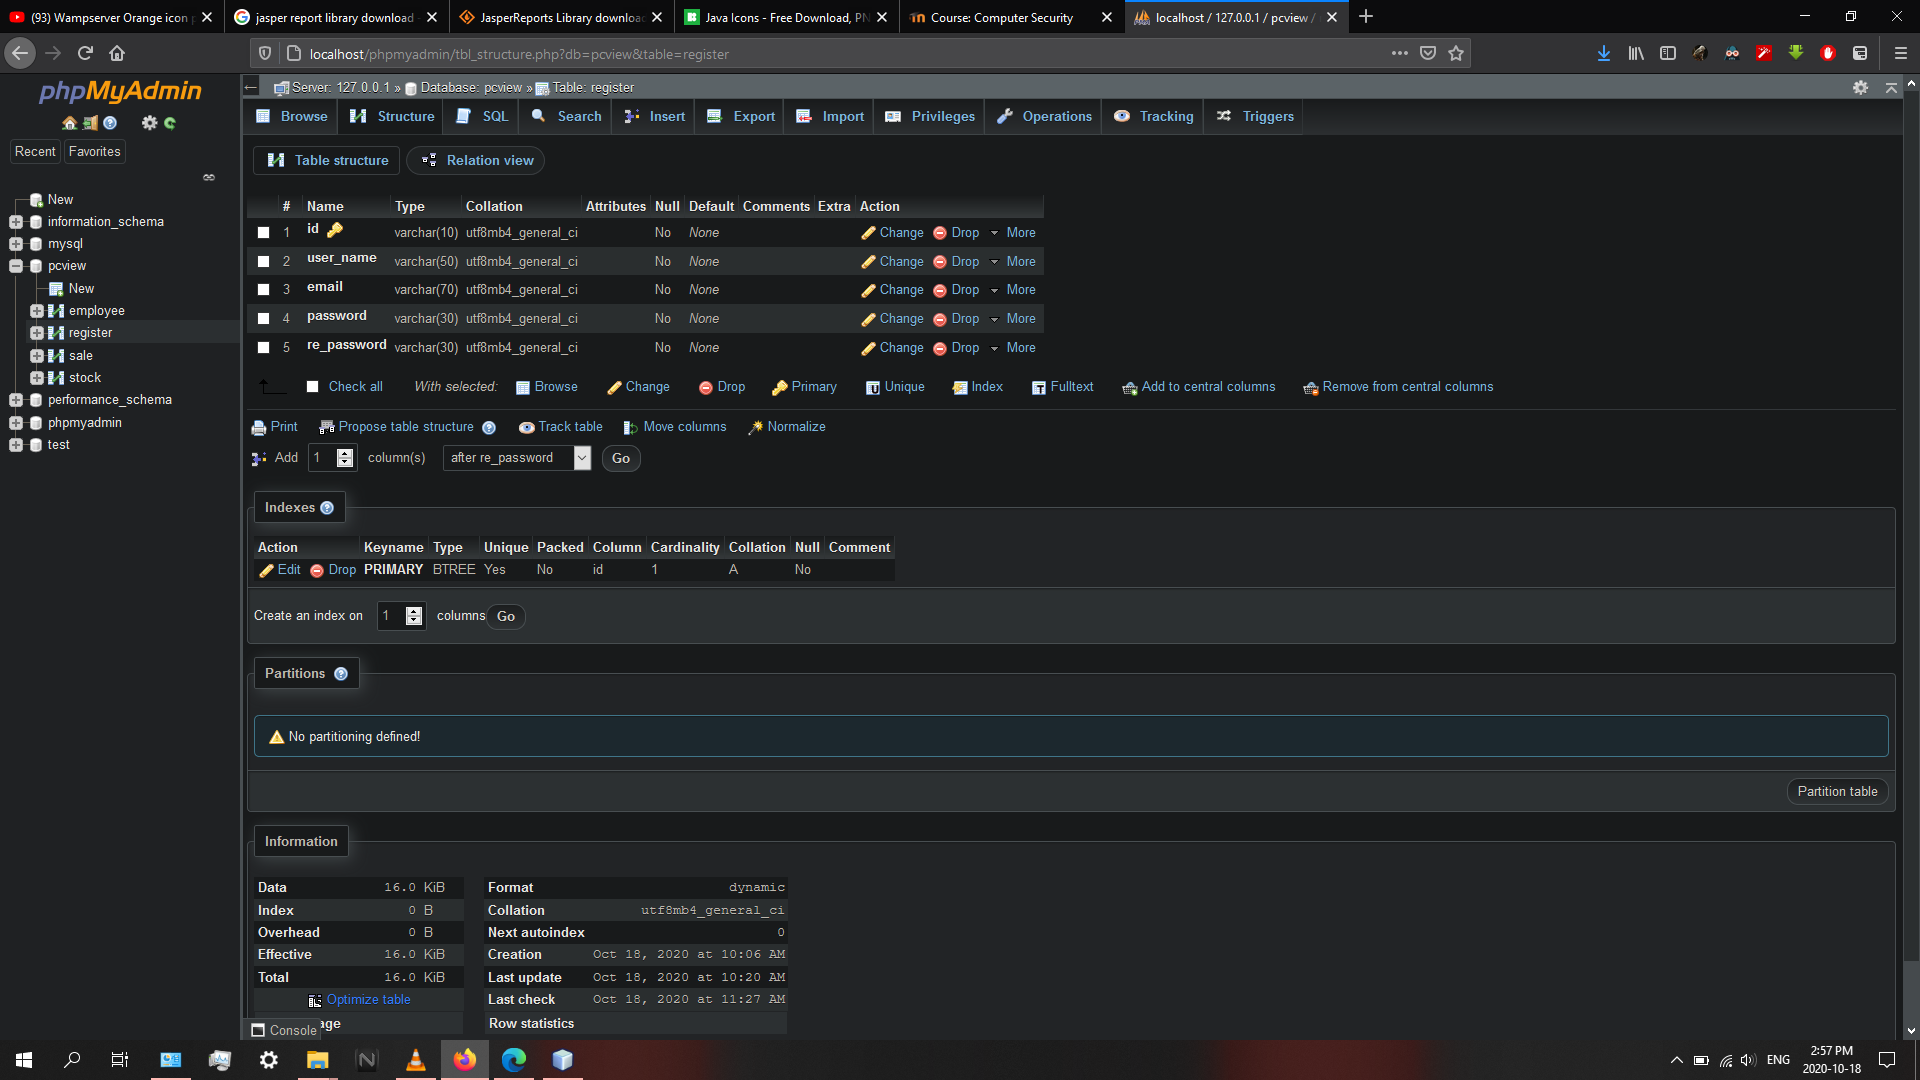 (93) Wampserver Orange icon
jasper report library download
JasperReports Library downloa
Java Icons - Free Download, PN
Course: Computer Security
localhost / 127.0.0.1 / pcview /
localhost/phpmyadmin/tbl_structure.php?db=pcview&table=register
phpMyAdmin
Recent Favorites
New
information_schema
mysql
pcview
New
employee
register
sale
stock
performance_schema
phpmyadmin
test
Server: 127.0.0.1 » Database: pcview » Table: register
Browse Structure SQL Search Insert Export Import Privileges Operations Tracking Triggers
Table structure Relation view
# Name Type Collation Attributes Null Default Comments Extra Action
1 id varchar(10) utf8mb4_general_ci No None Change Drop More
2 user_name varchar(50) utf8mb4_general_ci No None Change Drop More
3 email varchar(70) utf8mb4_general_ci No None Change Drop More
4 password varchar(30) utf8mb4_general_ci No None Change Drop More
5 re_password varchar(30) utf8mb4_general_ci No None Change Drop More
Check all With selected: Browse Change Drop Primary Unique Index Fulltext Add to central columns Remove from central columns
Print Propose table structure Track table Move columns Normalize
Add 1 column(s) after re_password Go
Indexes
Action Keyname Type Unique Packed Column Cardinality Collation Null Comment
Edit Drop PRIMARY BTREE Yes No id 1 A No
Create an index on 1 columns Go
Partitions
No partitioning defined!
Partition table
Information
Data 16.0 KiB
Index 0 B
Overhead 0 B
Effective 16.0 KiB
Total 16.0 KiB
Optimize table
Format dynamic
Collation utf8mb4_general_ci
Next autoindex 0
Creation Oct 18, 2020 at 10:06 AM
Last update Oct 18, 2020 at 10:20 AM
Last check Oct 18, 2020 at 11:27 AM
Row statistics
Console
age
ENG
2:57 PM
2020-10-18